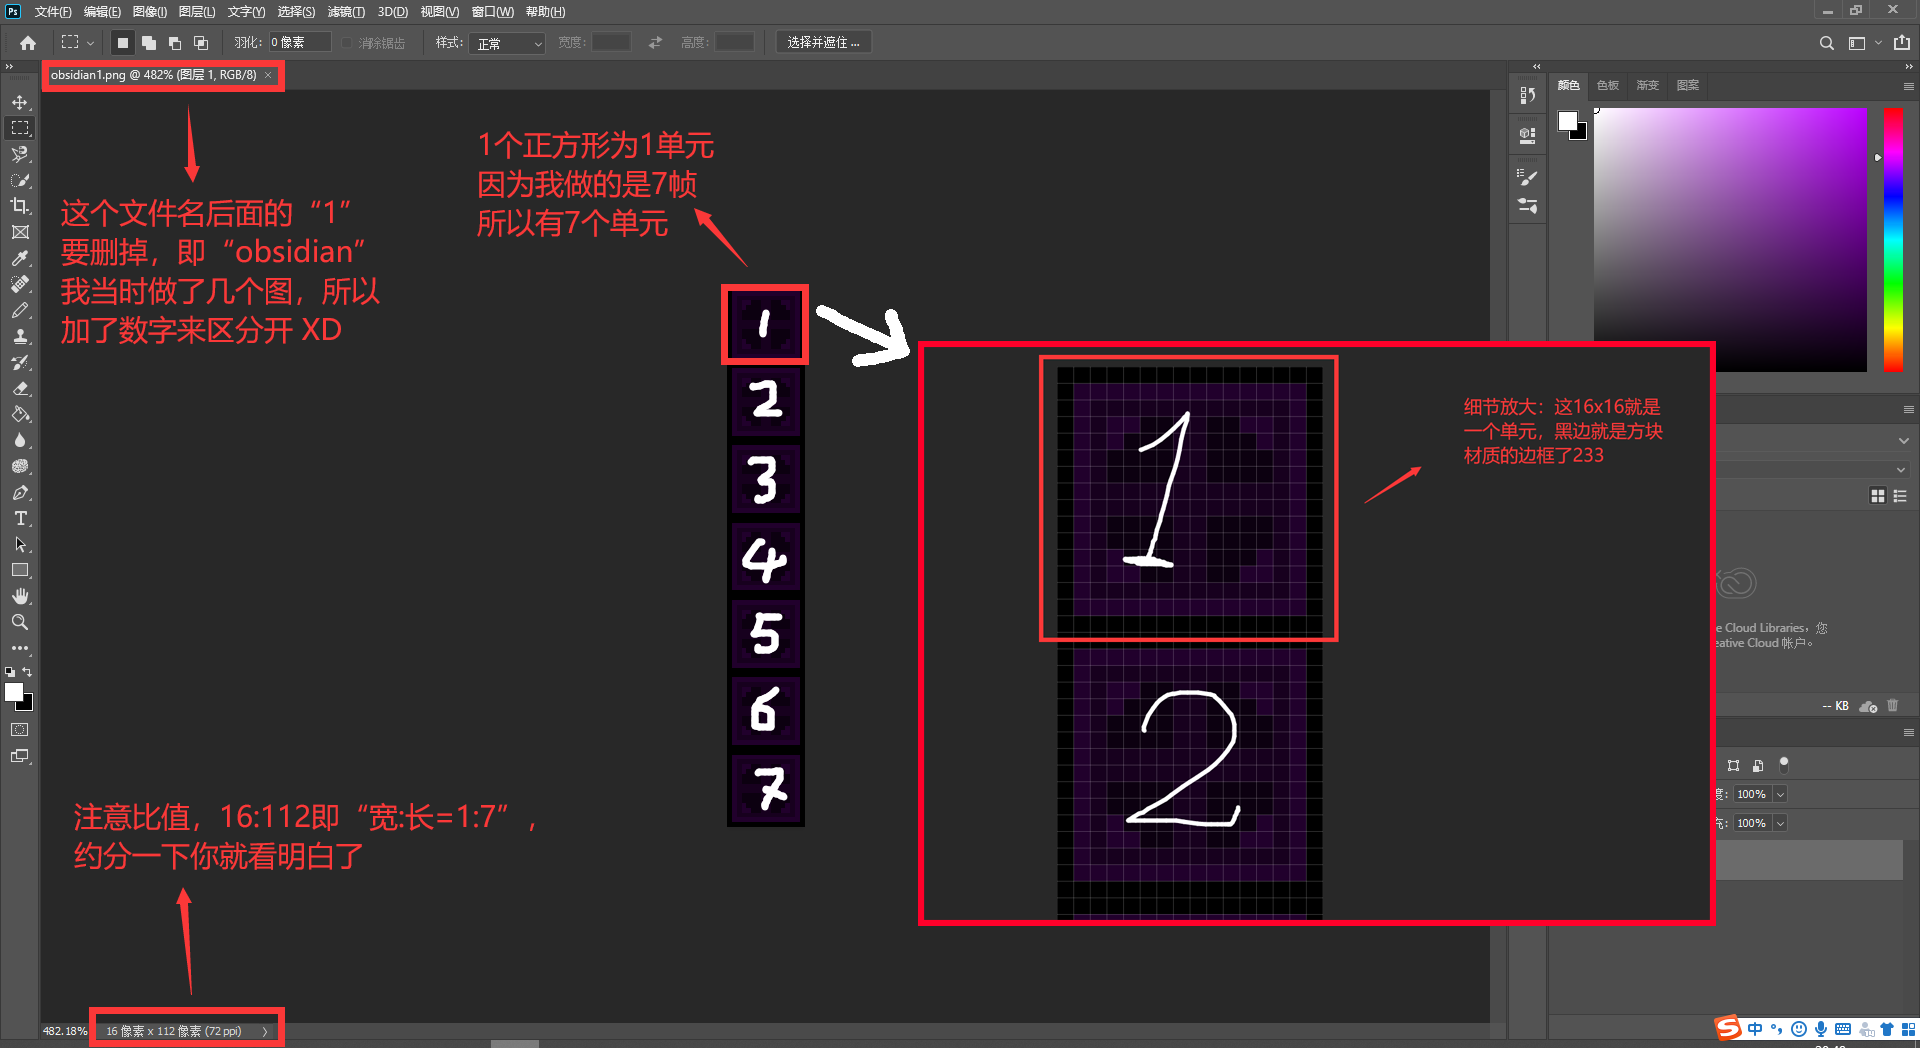 Ps 文件(F) 编辑(E) 图像(I) 图层(L) 文字(Y) 选择(S) 滤镜(T) 3D(D) 视图(V) 窗口(W) 帮助(H)
羽化: 0 像素 消除锯齿 样式: 正常 宽度: 高度: 选择并遮住 ...
obsidian1.png @ 482% (图层 1, RGB/8) ×
颜色 色板 渐变 图案
1个正方形为1单元
因为我做的是7帧
所以有7个单元
这个文件名后面的“1”
要删掉，即“obsidian”
我当时做了几个图，所以
加了数字来区分开 XD
1
2
3
4
5
6
7
1
2
细节放大：这16x16就是
一个单元，黑边就是方块
材质的边框了233
e Cloud Libraries，您
eative Cloud 帐户。
-- KB
度: 100%
充: 100%
注意比值，16:112即“宽:长=1:7”，
约分一下你就看明白了
482.18% 16 像素 x 112 像素 (72 ppi)
S 中